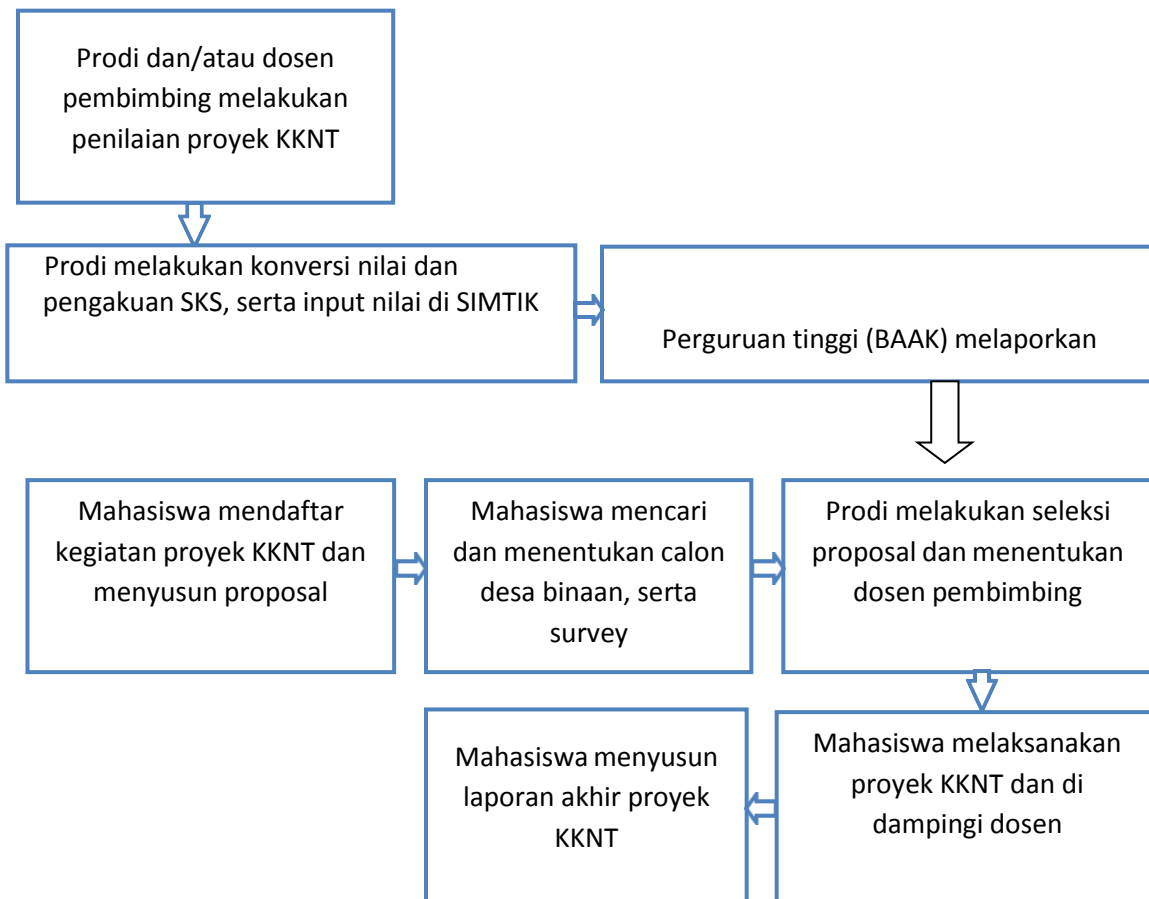 Prodi dan/atau dosen
pembimbing melakukan
penilaian proyek KKNT
Prodi melakukan konversi nilai dan
pengakuan SKS, serta input nilai di SIMTIK
Perguruan tinggi (BAAK) melaporkan
Mahasiswa mendaftar
kegiatan proyek KKNT dan
menyusun proposal
Mahasiswa mencari
dan menentukan calon
desa binaan, serta
survey
Prodi melakukan seleksi
proposal dan menentukan
dosen pembimbing
Mahasiswa menyusun
laporan akhir proyek
KKNT
Mahasiswa melaksanakan
proyek KKNT dan di
dampingi dosen